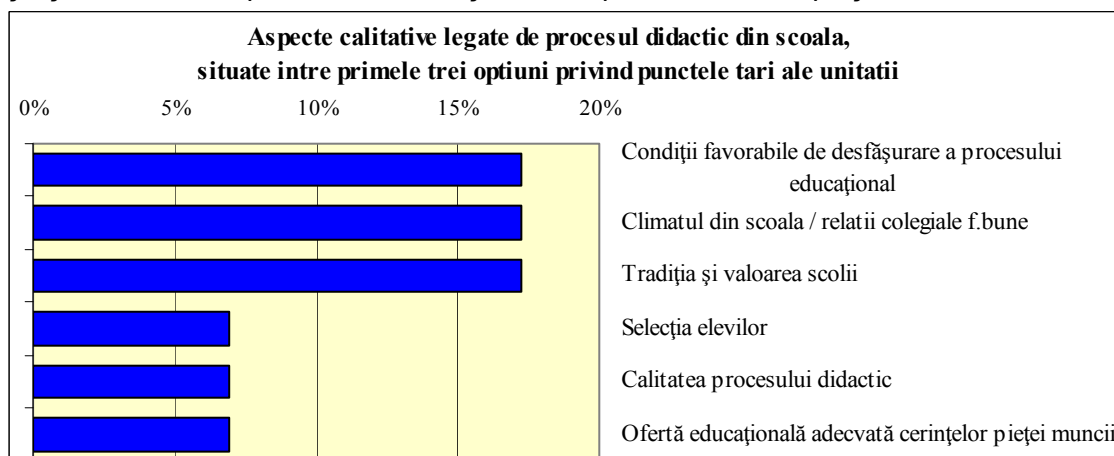 Aspecte calitative legate de procesul didactic din scoala,
situate intre primele trei optiuni privind punctele tari ale unitatii
0% 5% 10% 15% 20%
Condiţii favorabile de desfăşurare a procesului
educaţional
Climatul din scoala / relatii colegiale f.bune
Tradiţia şi valoarea scolii
Selecţia elevilor
Calitatea procesului didactic
Ofertă educaţională adecvată cerinţelor pieţei muncii